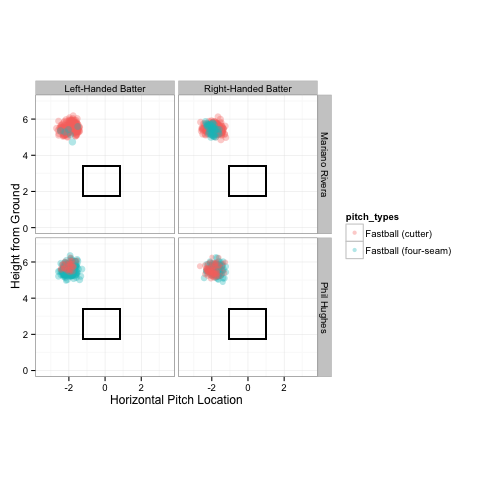 Left-Handed Batter
Right-Handed Batter
Mariano Rivera
Phil Hughes
Height from Ground
6
4
2
0
6
4
2
0
-2
0
2
-2
0
2
Horizontal Pitch Location
pitch_types
Fastball (cutter)
Fastball (four-seam)